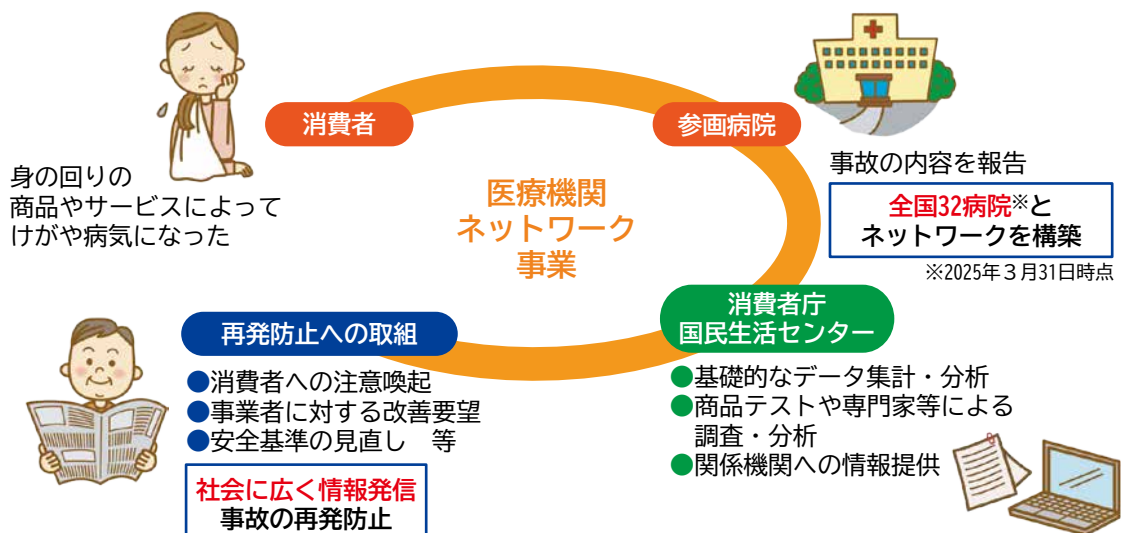 消費者
参画病院
身の回りの
商品やサービスによって
けがや病気になった
医療機関
ネットワーク
事業
事故の内容を報告
全国32病院※と
ネットワークを構築
※2025年3月31日時点
消費者庁
国民生活センター
●基礎的なデータ集計・分析
●商品テストや専門家等による
調査・分析
●関係機関への情報提供
再発防止への取組
●消費者への注意喚起
●事業者に対する改善要望
●安全基準の見直し　等
社会に広く情報発信
事故の再発防止